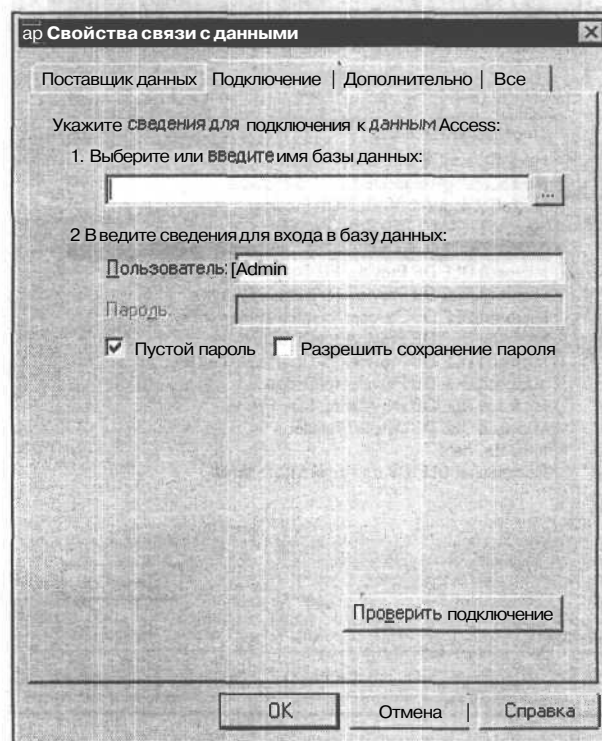 ap Свойства связи с данными
Поставщик данных Подключение | Дополнительно | Все |
Укажите сведения для подключения к данным Access:
1. Выберите или введите имя базы данных:
...
2 Введите сведения для входа в базу данных:
Пользователь: [Admin
Пароль:
Пустой пароль Разрешить сохранение пароля
Проверить подключение
OK Отмена | Справка